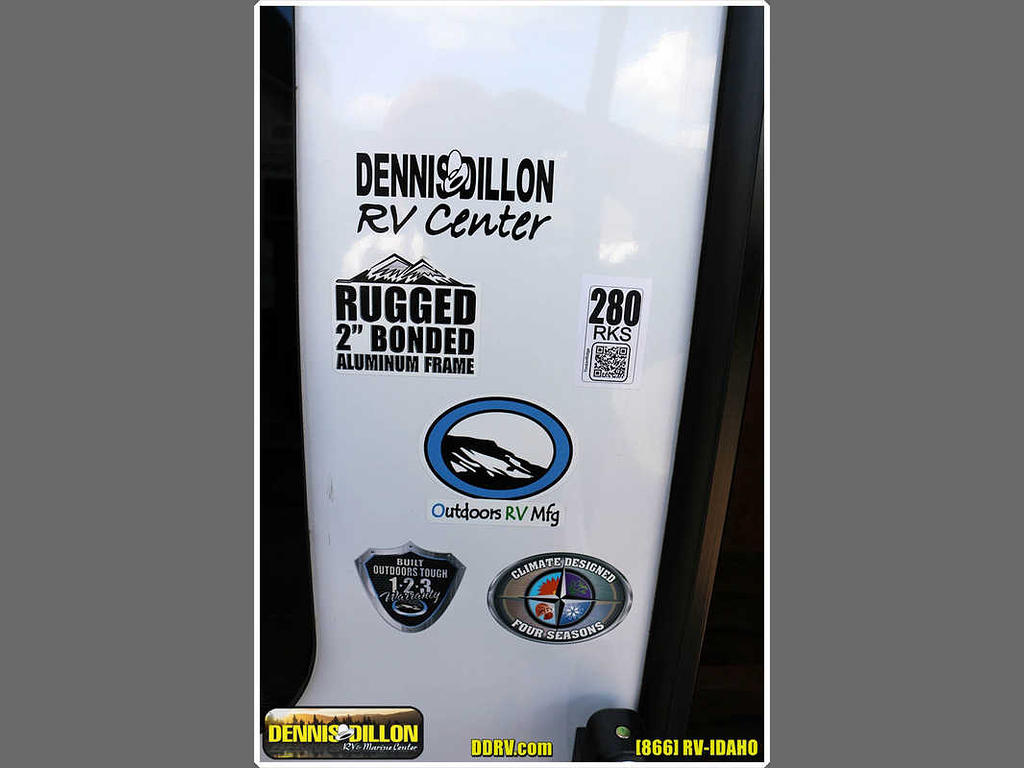 DENNIS DILLON
RV Center
RUGGED
2" BONDED
ALUMINUM FRAME
280
RKS
Outdoors RV Mfg
BUILT
OUTDOORS TOUGH
1·2·3
Warranty
CLIMATE DESIGNED
FOUR SEASONS
DENNIS DILLON
RV & Marine Center
DDRV.com
[866] RV-IDAHO